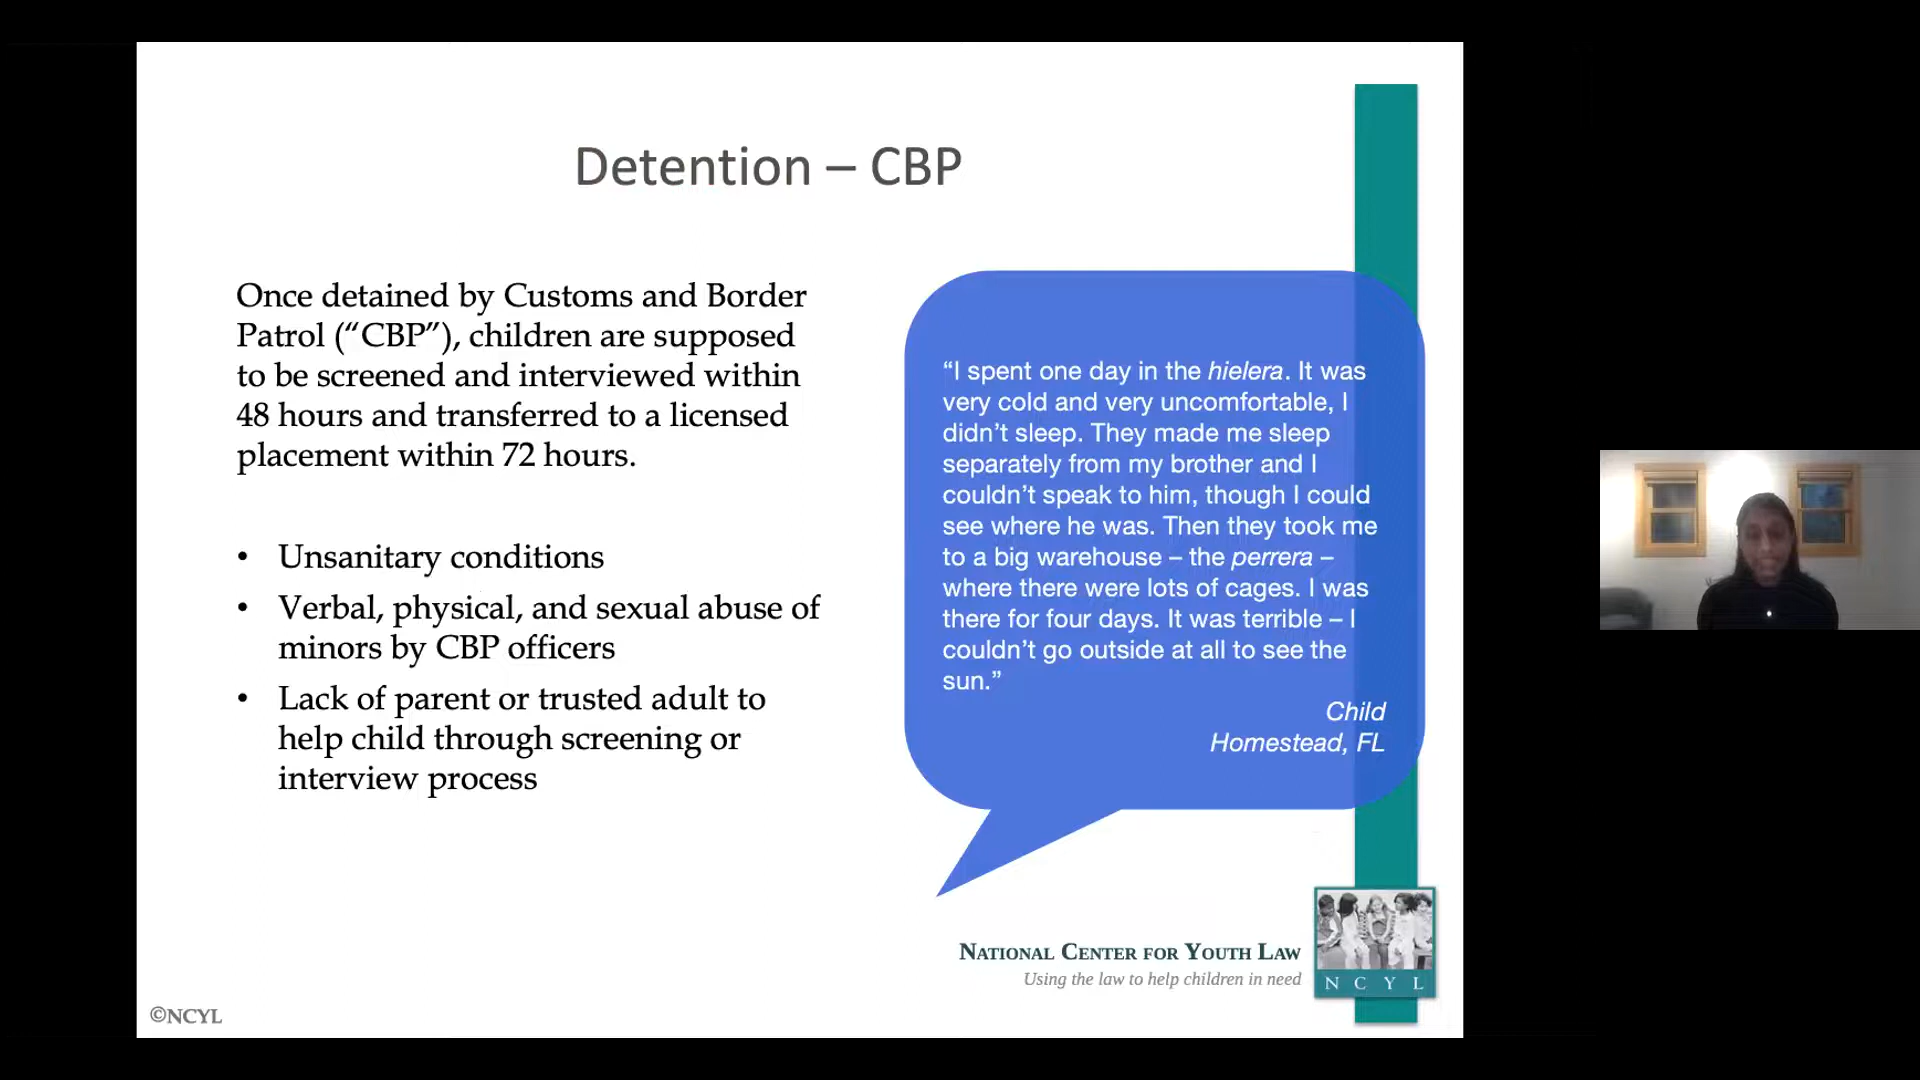 Detention – CBP
Once detained by Customs and Border
Patrol (“CBP”), children are supposed
to be screened and interviewed within
48 hours and transferred to a licensed
placement within 72 hours.
• Unsanitary conditions
• Verbal, physical, and sexual abuse of
minors by CBP officers
• Lack of parent or trusted adult to
help child through screening or
interview process
“I spent one day in the hielera. It was
very cold and very uncomfortable, I
didn’t sleep. They made me sleep
separately from my brother and I
couldn’t speak to him, though I could
see where he was. Then they took me
to a big warehouse – the perrera –
where there were lots of cages. I was
there for four days. It was terrible – I
couldn’t go outside at all to see the
sun.”
Child
Homestead, FL
National Center for Youth Law
Using the law to help children in need
N C Y L
©NCYL